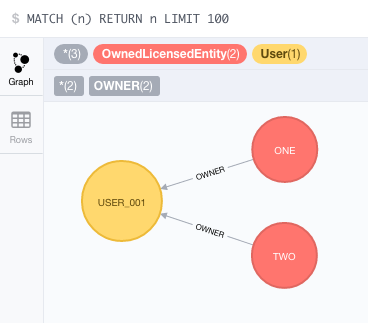 $ MATCH (n) RETURN n LIMIT 100
*(3) OwnedLicensedEntity(2) User(1)
Graph
*(2) OWNER(2)
Rows
ONE
OWNER
USER_001
OWNER
TWO